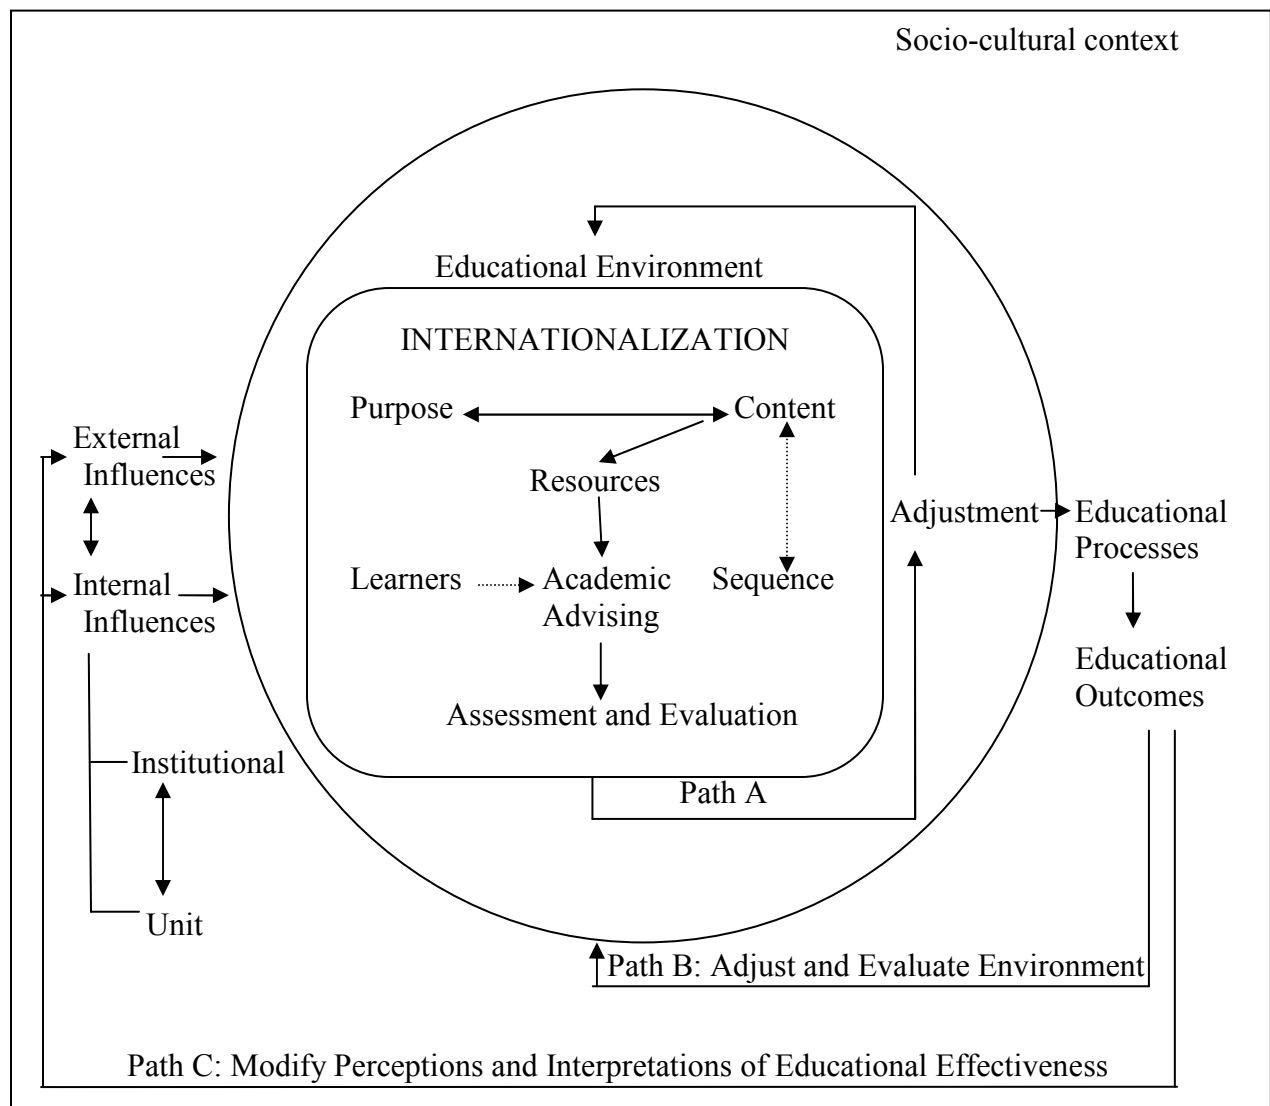 Socio-cultural context
Educational Environment
INTERNATIONALIZATION
Purpose
Content
External
Influences
Resources
Adjustment
Educational
Processes
Internal
Influences
Learners
Academic
Advising
Sequence
Educational
Outcomes
Assessment and Evaluation
Institutional
Path A
Unit
Path B: Adjust and Evaluate Environment
Path C: Modify Perceptions and Interpretations of Educational Effectiveness